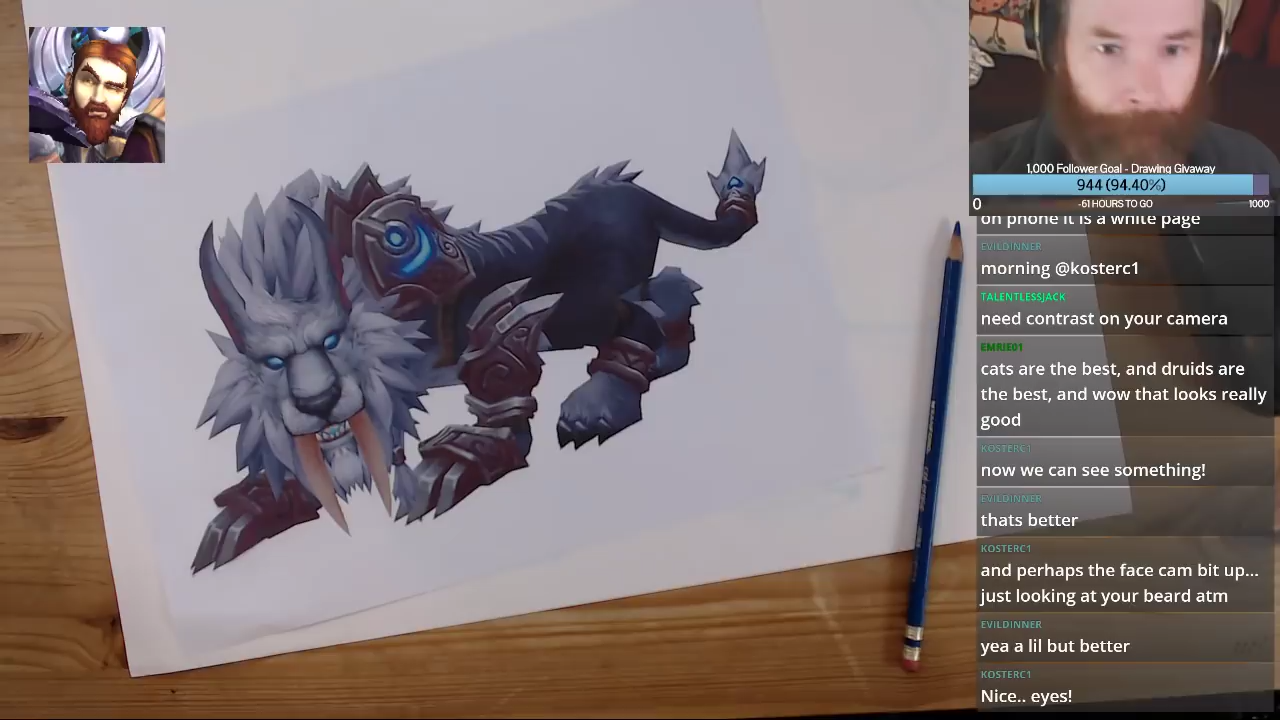 1,000 Follower Goal - Drawing Givaway
944 (94.40%)
0
-61 HOURS TO GO
1000
on phone it is a white page
EVILDINNER
morning @kosterc1
TALENTLESSJACK
need contrast on your camera
EMRIE01
cats are the best, and druids are
the best, and wow that looks really
good
KOSTERC1
now we can see something!
EVILDINNER
thats better
KOSTERC1
and perhaps the face cam bit up...
just looking at your beard atm
EVILDINNER
yea a lil but better
KOSTERC1
Nice.. eyes!